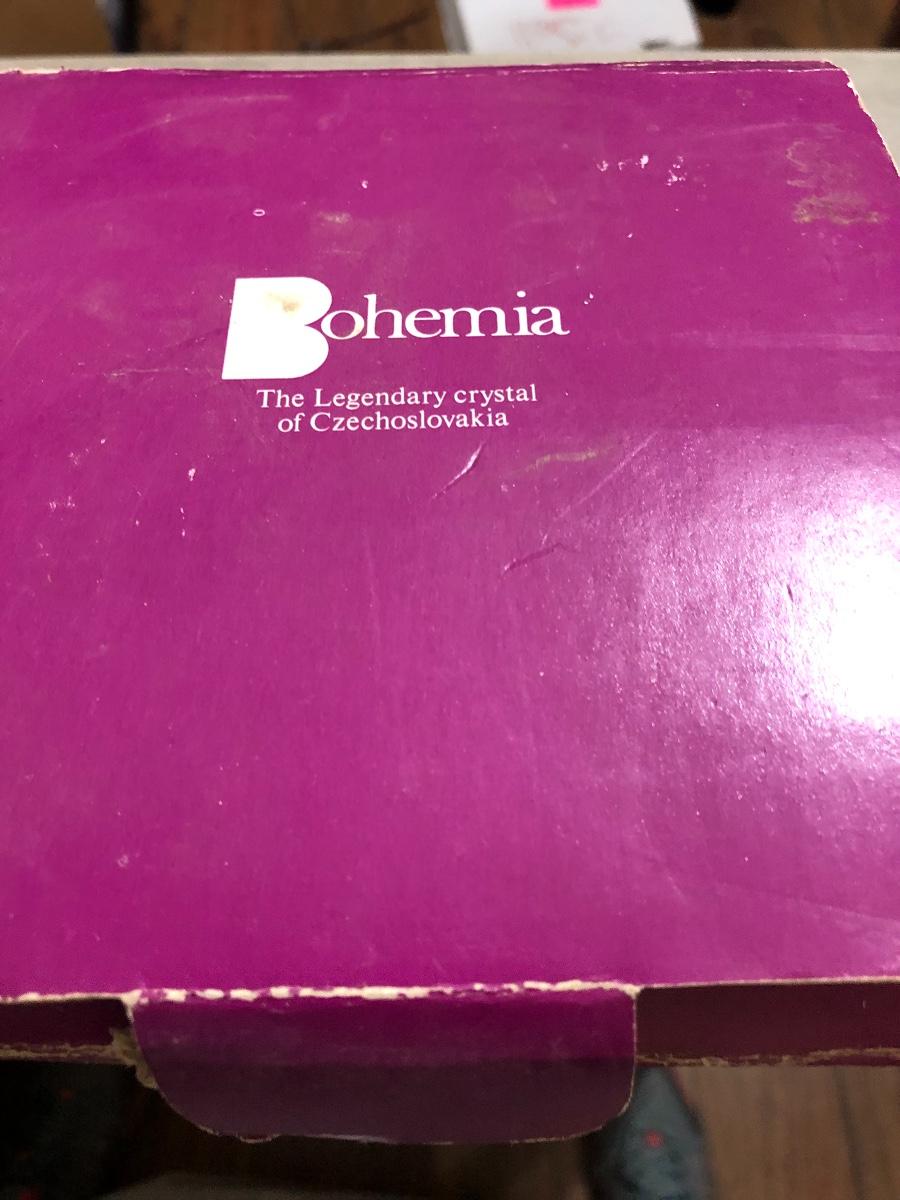 Bohemia
The Legendary crystal
of Czechoslovakia